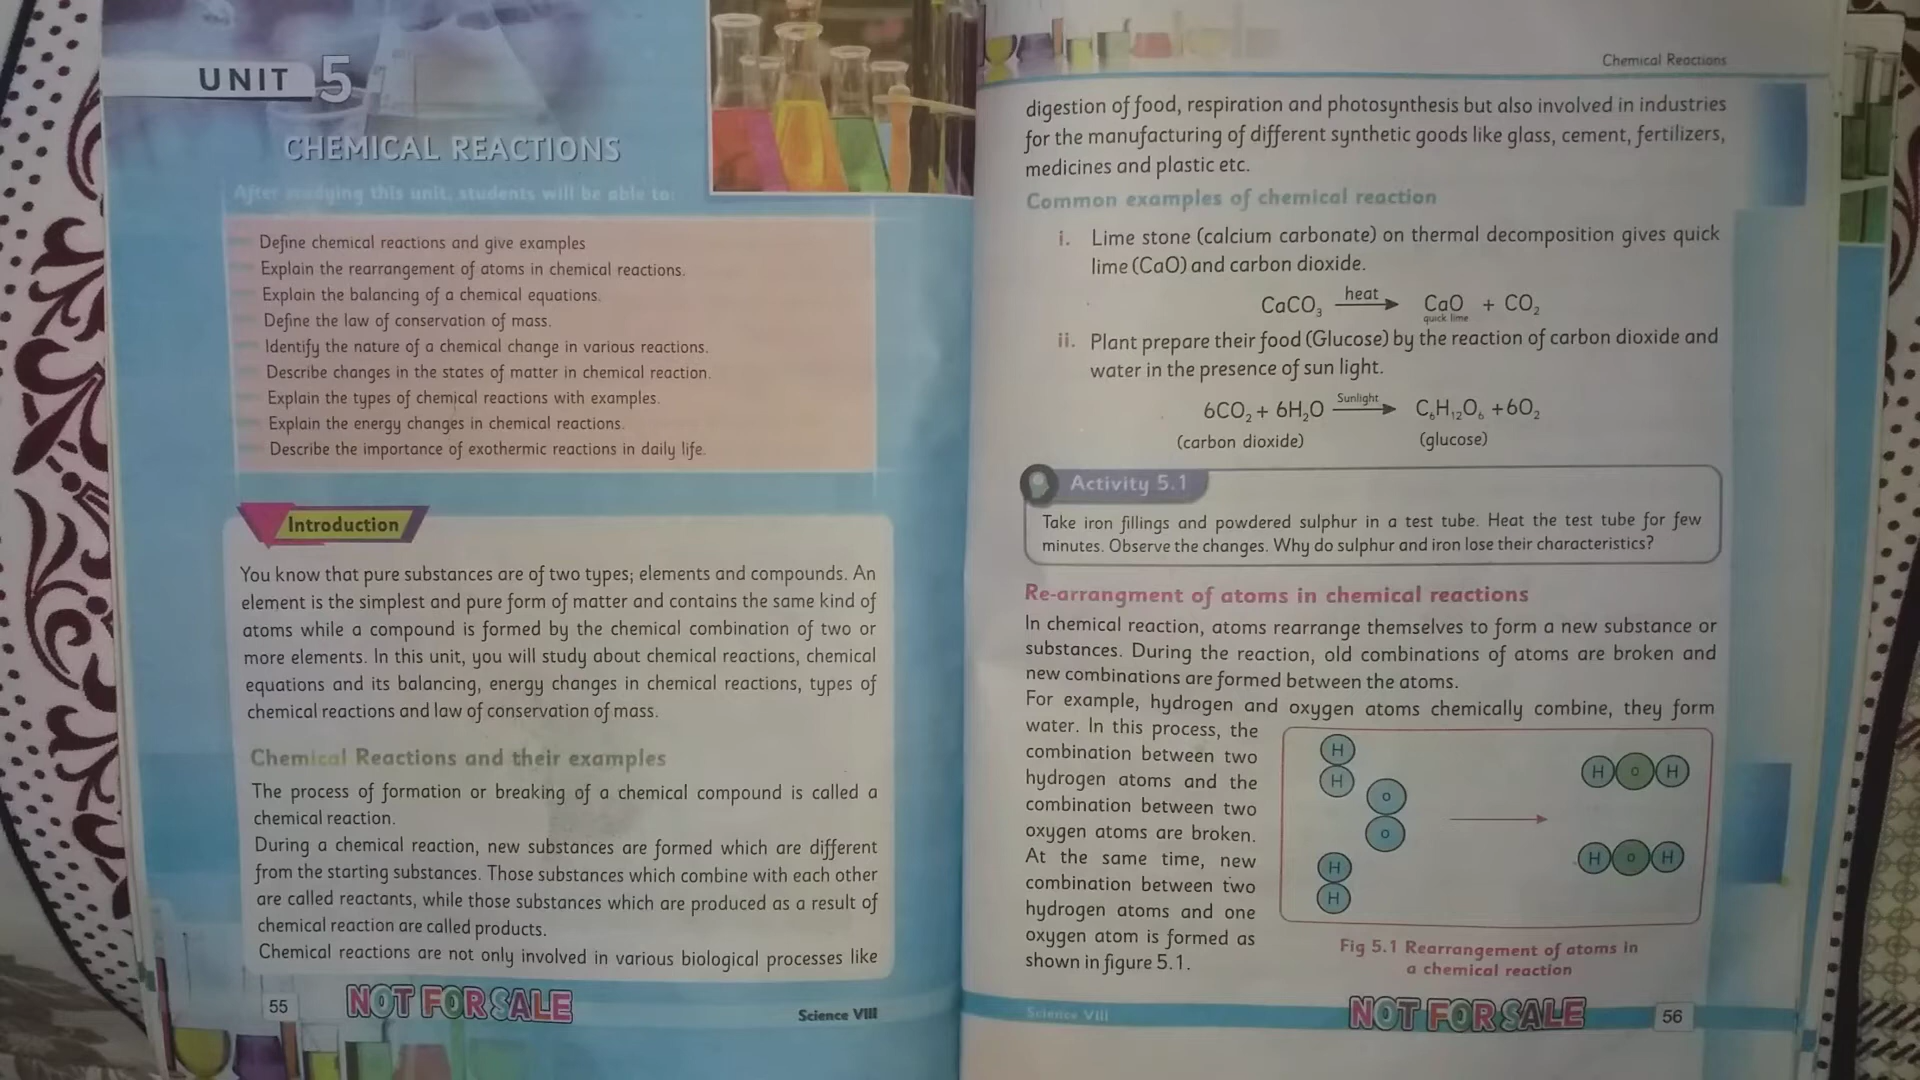 UNIT 5
CHEMICAL REACTIONS
After studying this unit, students will be able to:
Define chemical reactions and give examples
Explain the rearrangement of atoms in chemical reactions.
Explain the balancing of a chemical equations.
Define the law of conservation of mass.
Identify the nature of a chemical change in various reactions.
Describe changes in the states of matter in chemical reaction.
Explain the types of chemical reactions with examples.
Explain the energy changes in chemical reactions.
Describe the importance of exothermic reactions in daily life.
Introduction
You know that pure substances are of two types; elements and compounds. An
element is the simplest and pure form of matter and contains the same kind of
atoms while a compound is formed by the chemical combination of two or
more elements. In this unit, you will study about chemical reactions, chemical
equations and its balancing, energy changes in chemical reactions, types of
chemical reactions and law of conservation of mass.
Chemical Reactions and their examples
The process of formation or breaking of a chemical compound is called a
chemical reaction.
During a chemical reaction, new substances are formed which are different
from the starting substances. Those substances which combine with each other
are called reactants, while those substances which are produced as a result of
chemical reaction are called products.
Chemical reactions are not only involved in various biological processes like
55
NOT FOR SALE
Science VIII
Chemical Reactions
digestion of food, respiration and photosynthesis but also involved in industries
for the manufacturing of different synthetic goods like glass, cement, fertilizers,
medicines and plastic etc.
Common examples of chemical reaction
i. Lime stone (calcium carbonate) on thermal decomposition gives quick
lime (CaO) and carbon dioxide.
CaCO₃ heat → CaO + CO₂
quick lime
ii. Plant prepare their food (Glucose) by the reaction of carbon dioxide and
water in the presence of sun light.
6CO₂ + 6H₂O Sunlight → C₆H₁₂O₆ +6O₂
(carbon dioxide) (glucose)
Activity 5.1
Take iron fillings and powdered sulphur in a test tube. Heat the test tube for few
minutes. Observe the changes. Why do sulphur and iron lose their characteristics?
Re-arrangment of atoms in chemical reactions
In chemical reaction, atoms rearrange themselves to form a new substance or
substances. During the reaction, old combinations of atoms are broken and
new combinations are formed between the atoms.
For example, hydrogen and oxygen atoms chemically combine, they form
water. In this process, the
combination between two
hydrogen atoms and the
combination between two
oxygen atoms are broken.
At the same time, new
combination between two
hydrogen atoms and one
oxygen atom is formed as
shown in figure 5.1.
H
H
O
O
H
H
H O H
H O H
Fig 5.1 Rearrangement of atoms in
a chemical reaction
Science VIII
NOT FOR SALE
56